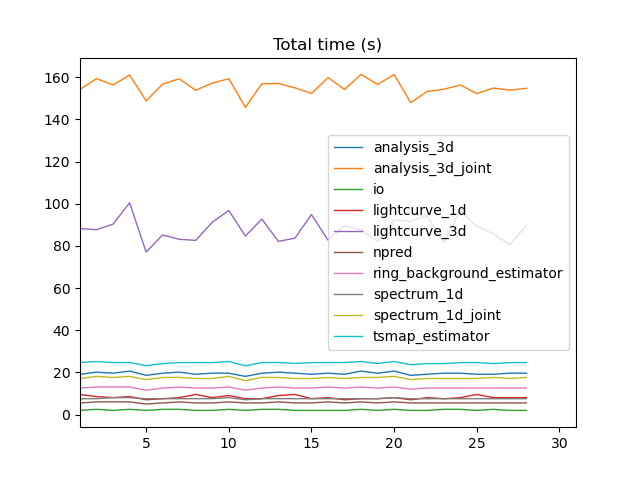 Total time (s)
160
140
120
100
80
60
40
20
0
5
10
15
20
25
30
analysis_3d
analysis_3d_joint
io
lightcurve_1d
lightcurve_3d
npred
ring_background_estimator
spectrum_1d
spectrum_1d_joint
tsmap_estimator